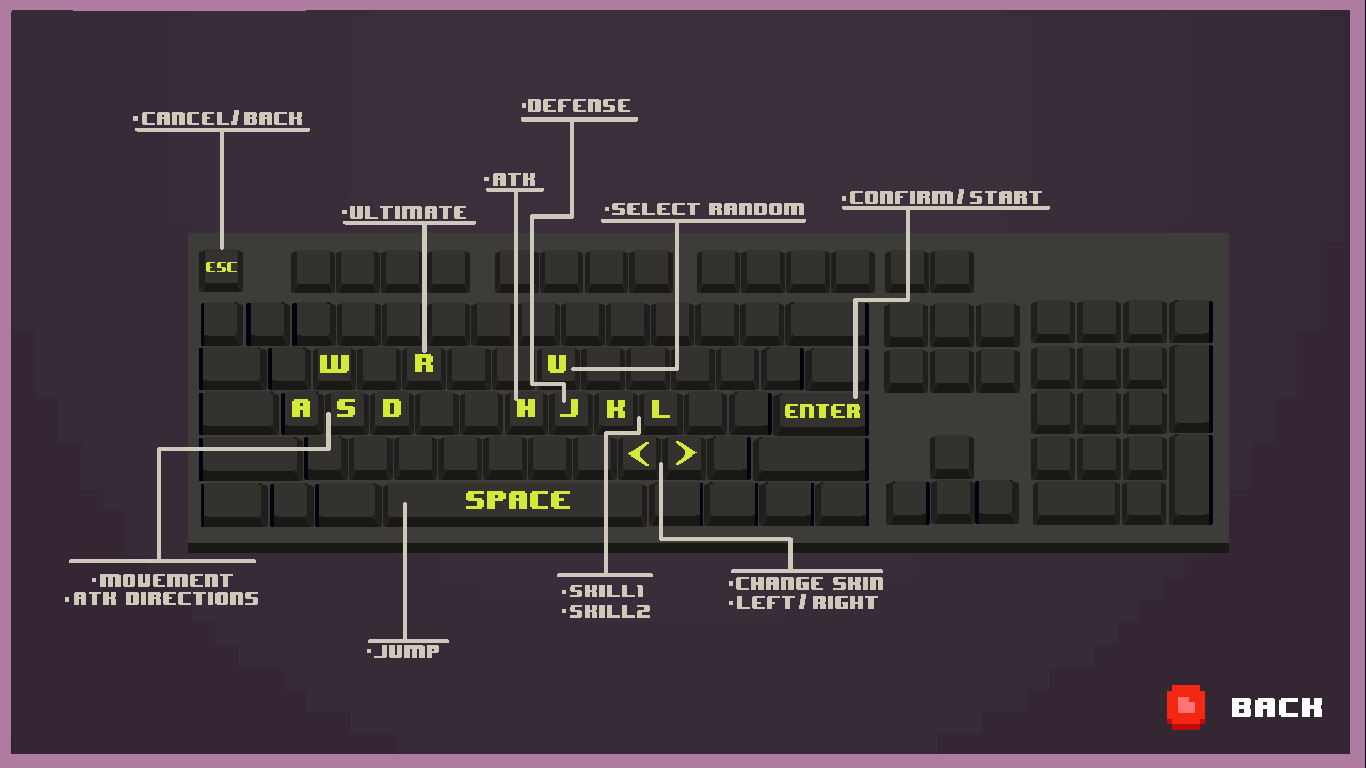 ·DEFENSE
·CANCEL/BACK
·ATK
·ULTIMATE
·SELECT RANDOM
·CONFIRM/START
ESC
W R U
A S D H J K L ENTER
< >
SPACE
·MOVEMENT
·ATK DIRECTIONS
·SKILL1
·SKILL2
·CHANGE SKIN
·LEFT/RIGHT
·JUMP
BACK